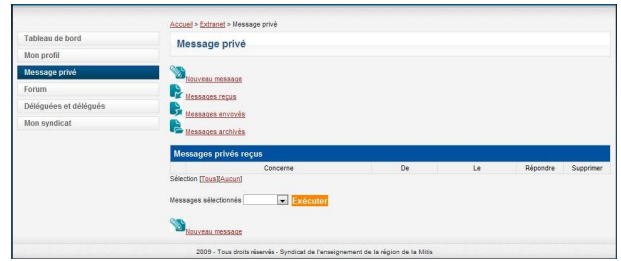 Accueil > Extranet > Message privé
Tableau de bord
Mon profil
Message privé
Forum
Déléguées et délégués
Mon syndicat
Message privé
Nouveau message
Messages reçus
Messages envoyés
Messages archivés
Messages privés reçus
Concerne De Le Répondre Supprimer
Sélection [Tous][Aucun]
Messages sélectionnés Exécuter
Nouveau message
2009 - Tous droits réservés - Syndicat de l'enseignement de la région de la Mitis